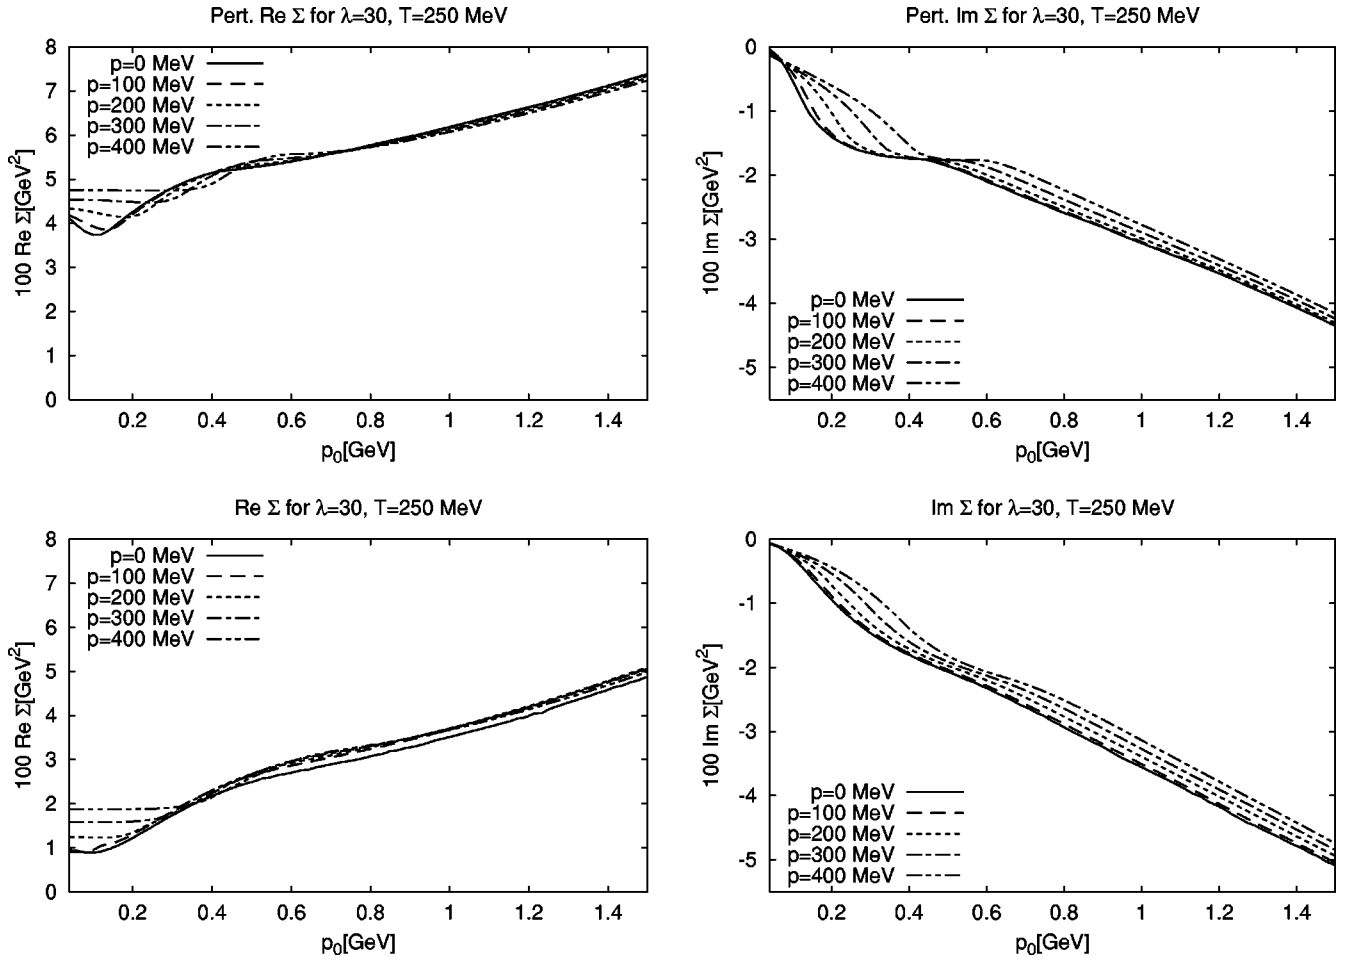 Pert. Re Σ for λ=30, T=250 MeV
100 Re Σ[GeV²]
8
7
6
5
4
3
2
1
0
p=0 MeV
p=100 MeV
p=200 MeV
p=300 MeV
p=400 MeV
0.2 0.4 0.6 0.8 1 1.2 1.4
p₀[GeV]
Pert. Im Σ for λ=30, T=250 MeV
100 Im Σ[GeV²]
0
-1
-2
-3
-4
-5
p=0 MeV
p=100 MeV
p=200 MeV
p=300 MeV
p=400 MeV
0.2 0.4 0.6 0.8 1 1.2 1.4
p₀[GeV]
Re Σ for λ=30, T=250 MeV
100 Re Σ[GeV²]
8
7
6
5
4
3
2
1
0
p=0 MeV
p=100 MeV
p=200 MeV
p=300 MeV
p=400 MeV
0.2 0.4 0.6 0.8 1 1.2 1.4
p₀[GeV]
Im Σ for λ=30, T=250 MeV
100 Im Σ[GeV²]
0
-1
-2
-3
-4
-5
p=0 MeV
p=100 MeV
p=200 MeV
p=300 MeV
p=400 MeV
0.2 0.4 0.6 0.8 1 1.2 1.4
p₀[GeV]